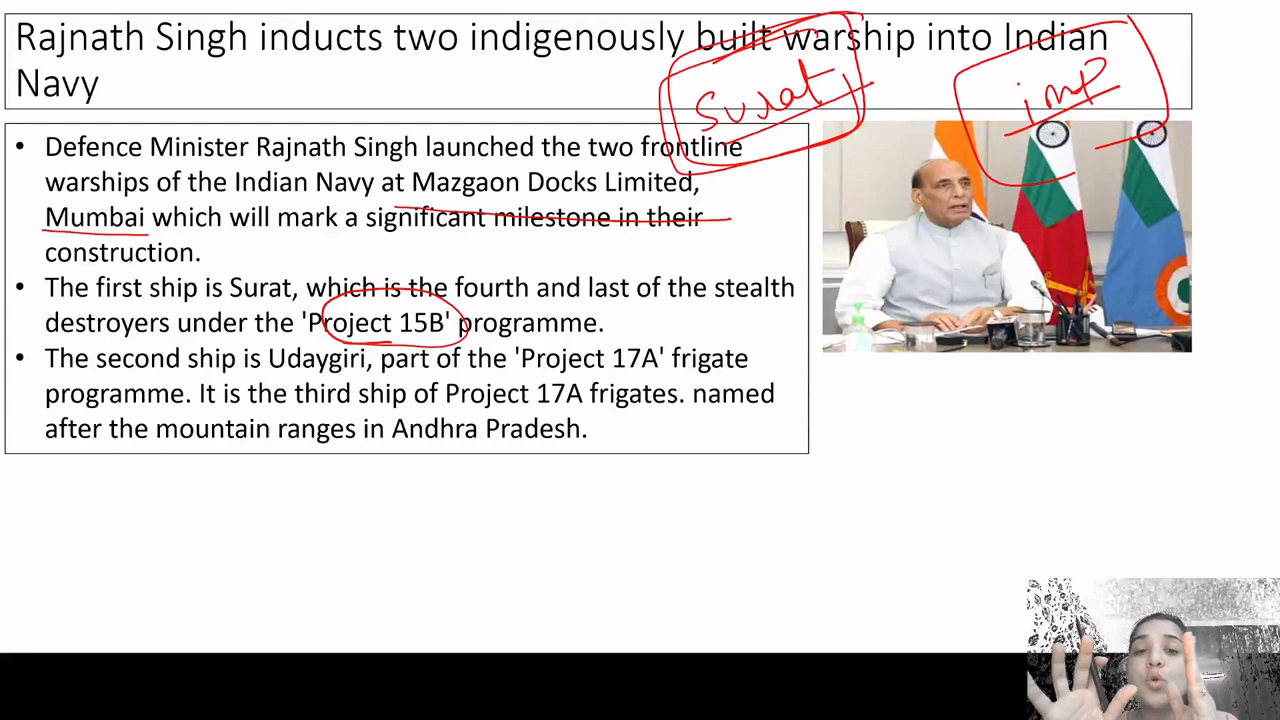 Rajnath Singh inducts two indigenously built warship into Indian
Navy
surat
imp
• Defence Minister Rajnath Singh launched the two frontline
warships of the Indian Navy at Mazgaon Docks Limited,
Mumbai which will mark a significant milestone in their
construction.
• The first ship is Surat, which is the fourth and last of the stealth
destroyers under the 'Project 15B' programme.
• The second ship is Udaygiri, part of the 'Project 17A' frigate
programme. It is the third ship of Project 17A frigates. named
after the mountain ranges in Andhra Pradesh.